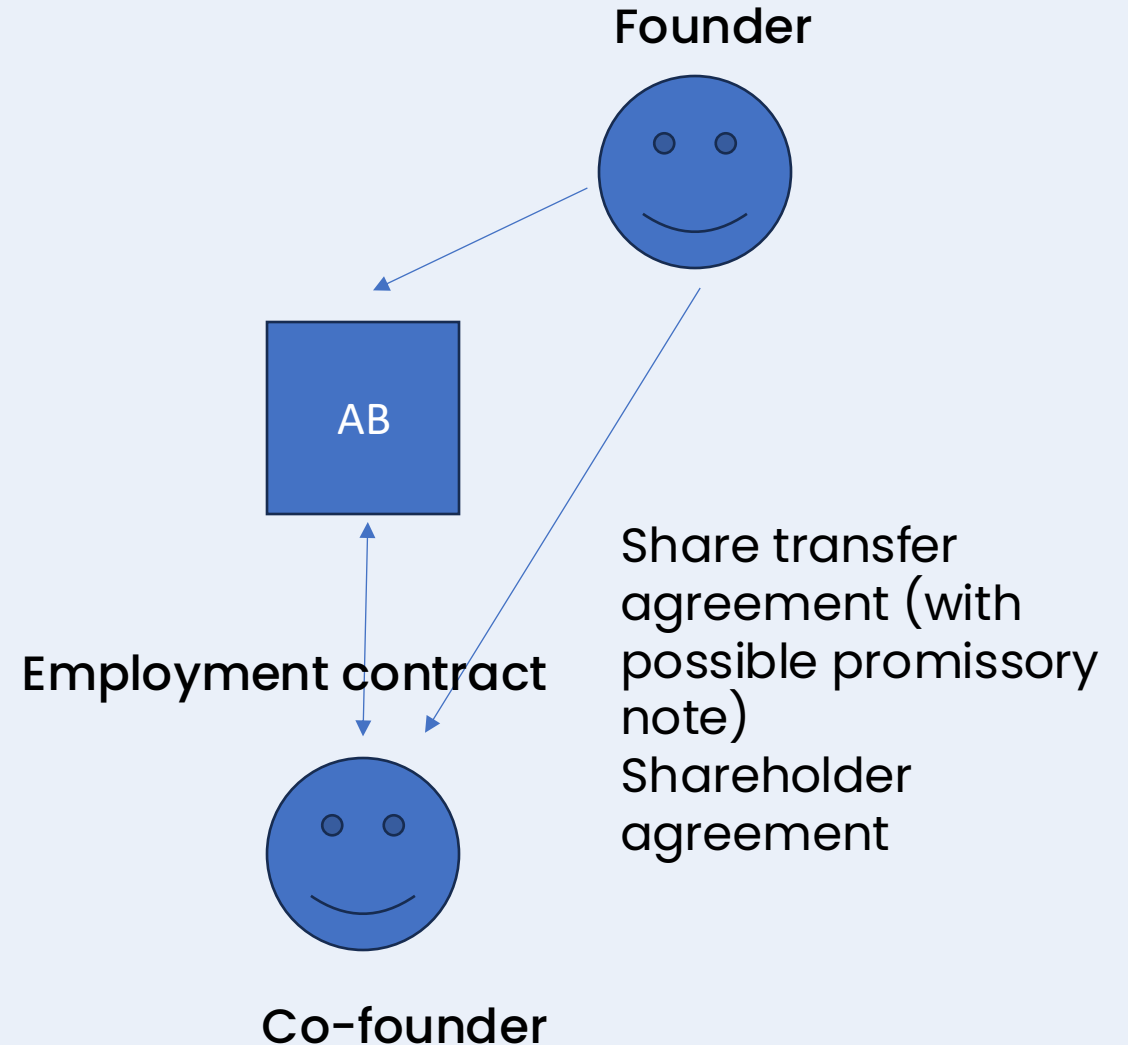 Founder
AB
Employment contract
Share transfer
agreement (with
possible promissory
note)
Shareholder
agreement
Co-founder